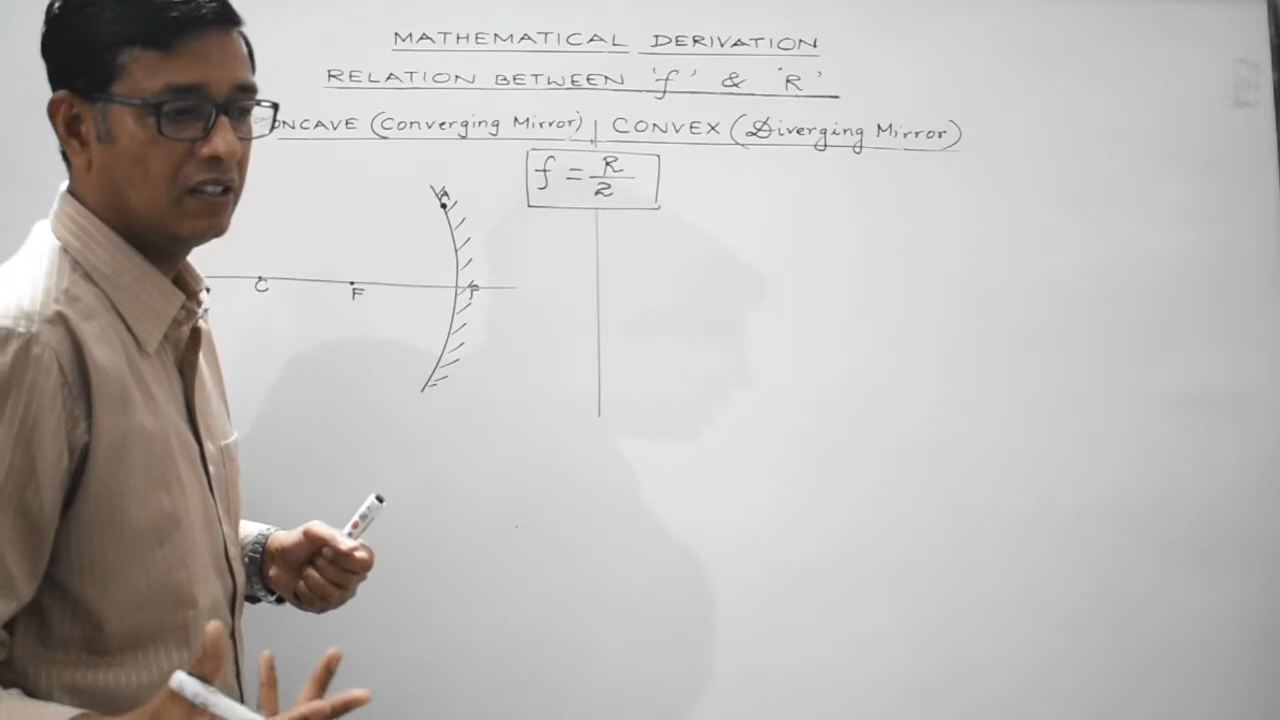 MATHEMATICAL DERIVATION
RELATION BETWEEN 'f' & 'R'
ONCAVE (Converging Mirror) | CONVEX (Diverging Mirror)
f = R/2
A
C
F
P